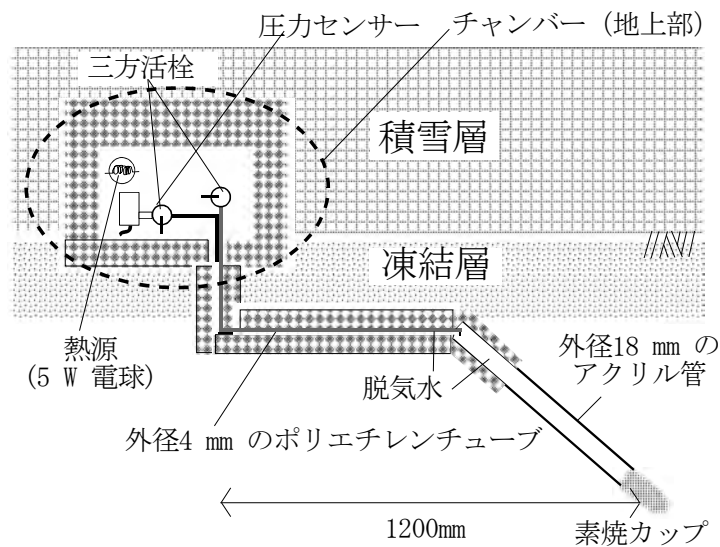 圧力センサー
チャンバー (地上部)
三方活栓
積雪層
凍結層
熱源
(5 W 電球)
外径18 mm の
アクリル管
脱気水
外径4 mm のポリエチレンチューブ
1200mm
素焼カップ